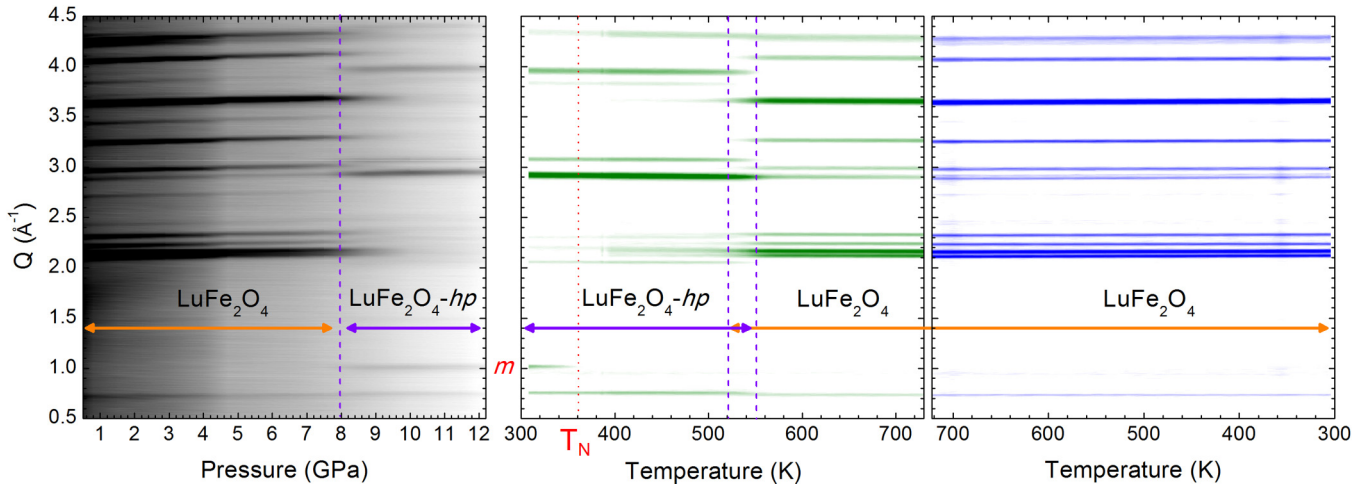 4.5
4.0
3.5
3.0
2.5
2.0
1.5
1.0
0.5
Q (Å⁻¹)
LuFe₂O₄
LuFe₂O₄-hp
1 2 3 4 5 6 7 8 9 10 11 12
Pressure (GPa)
m
LuFe₂O₄-hp
LuFe₂O₄
300 400 500 600 700
T_N
Temperature (K)
LuFe₂O₄
700 600 500 400 300
Temperature (K)